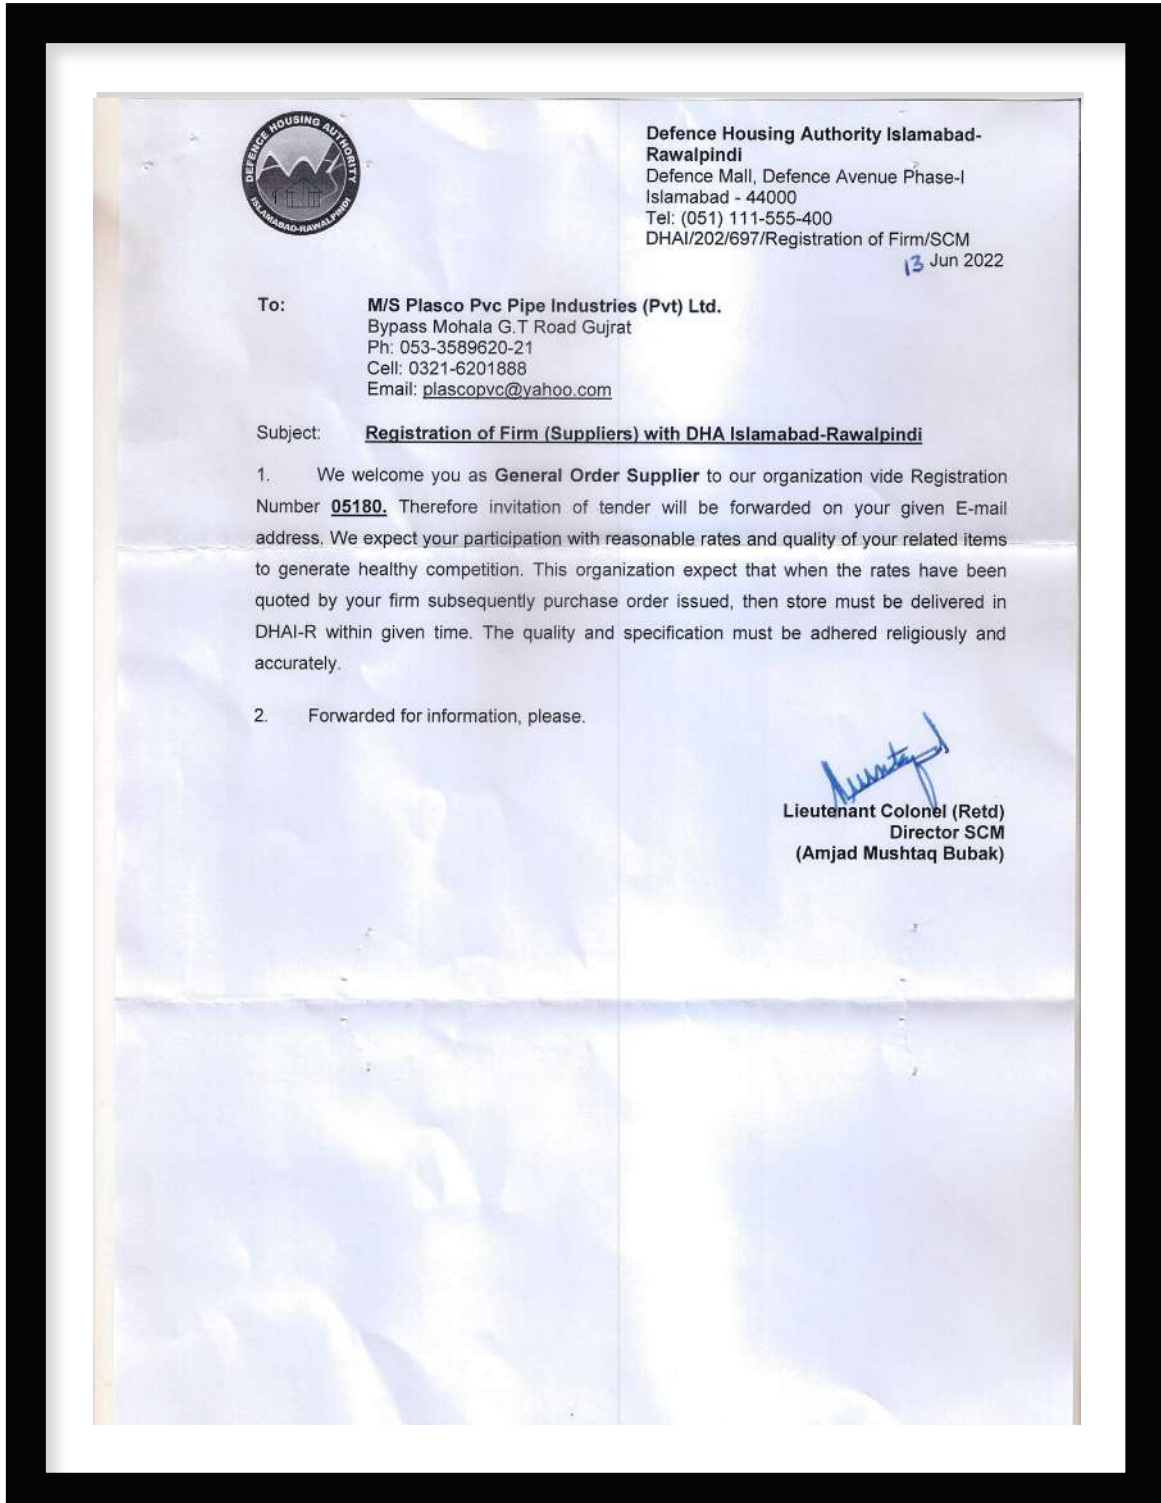 DEFENCE HOUSING AUTHORITY
ISLAMABAD-RAWALPINDI
Defence Housing Authority Islamabad-
Rawalpindi
Defence Mall, Defence Avenue Phase-I
Islamabad - 44000
Tel: (051) 111-555-400
DHAI/202/697/Registration of Firm/SCM
13 Jun 2022
To: M/S Plasco Pvc Pipe Industries (Pvt) Ltd.
Bypass Mohala G.T Road Gujrat
Ph: 053-3589620-21
Cell: 0321-6201888
Email: plascopvc@yahoo.com
Subject: Registration of Firm (Suppliers) with DHA Islamabad-Rawalpindi
1. We welcome you as General Order Supplier to our organization vide Registration
Number 05180. Therefore invitation of tender will be forwarded on your given E-mail
address. We expect your participation with reasonable rates and quality of your related items
to generate healthy competition. This organization expect that when the rates have been
quoted by your firm subsequently purchase order issued, then store must be delivered in
DHAI-R within given time. The quality and specification must be adhered religiously and
accurately.
2. Forwarded for information, please.
Lieutenant Colonel (Retd)
Director SCM
(Amjad Mushtaq Bubak)